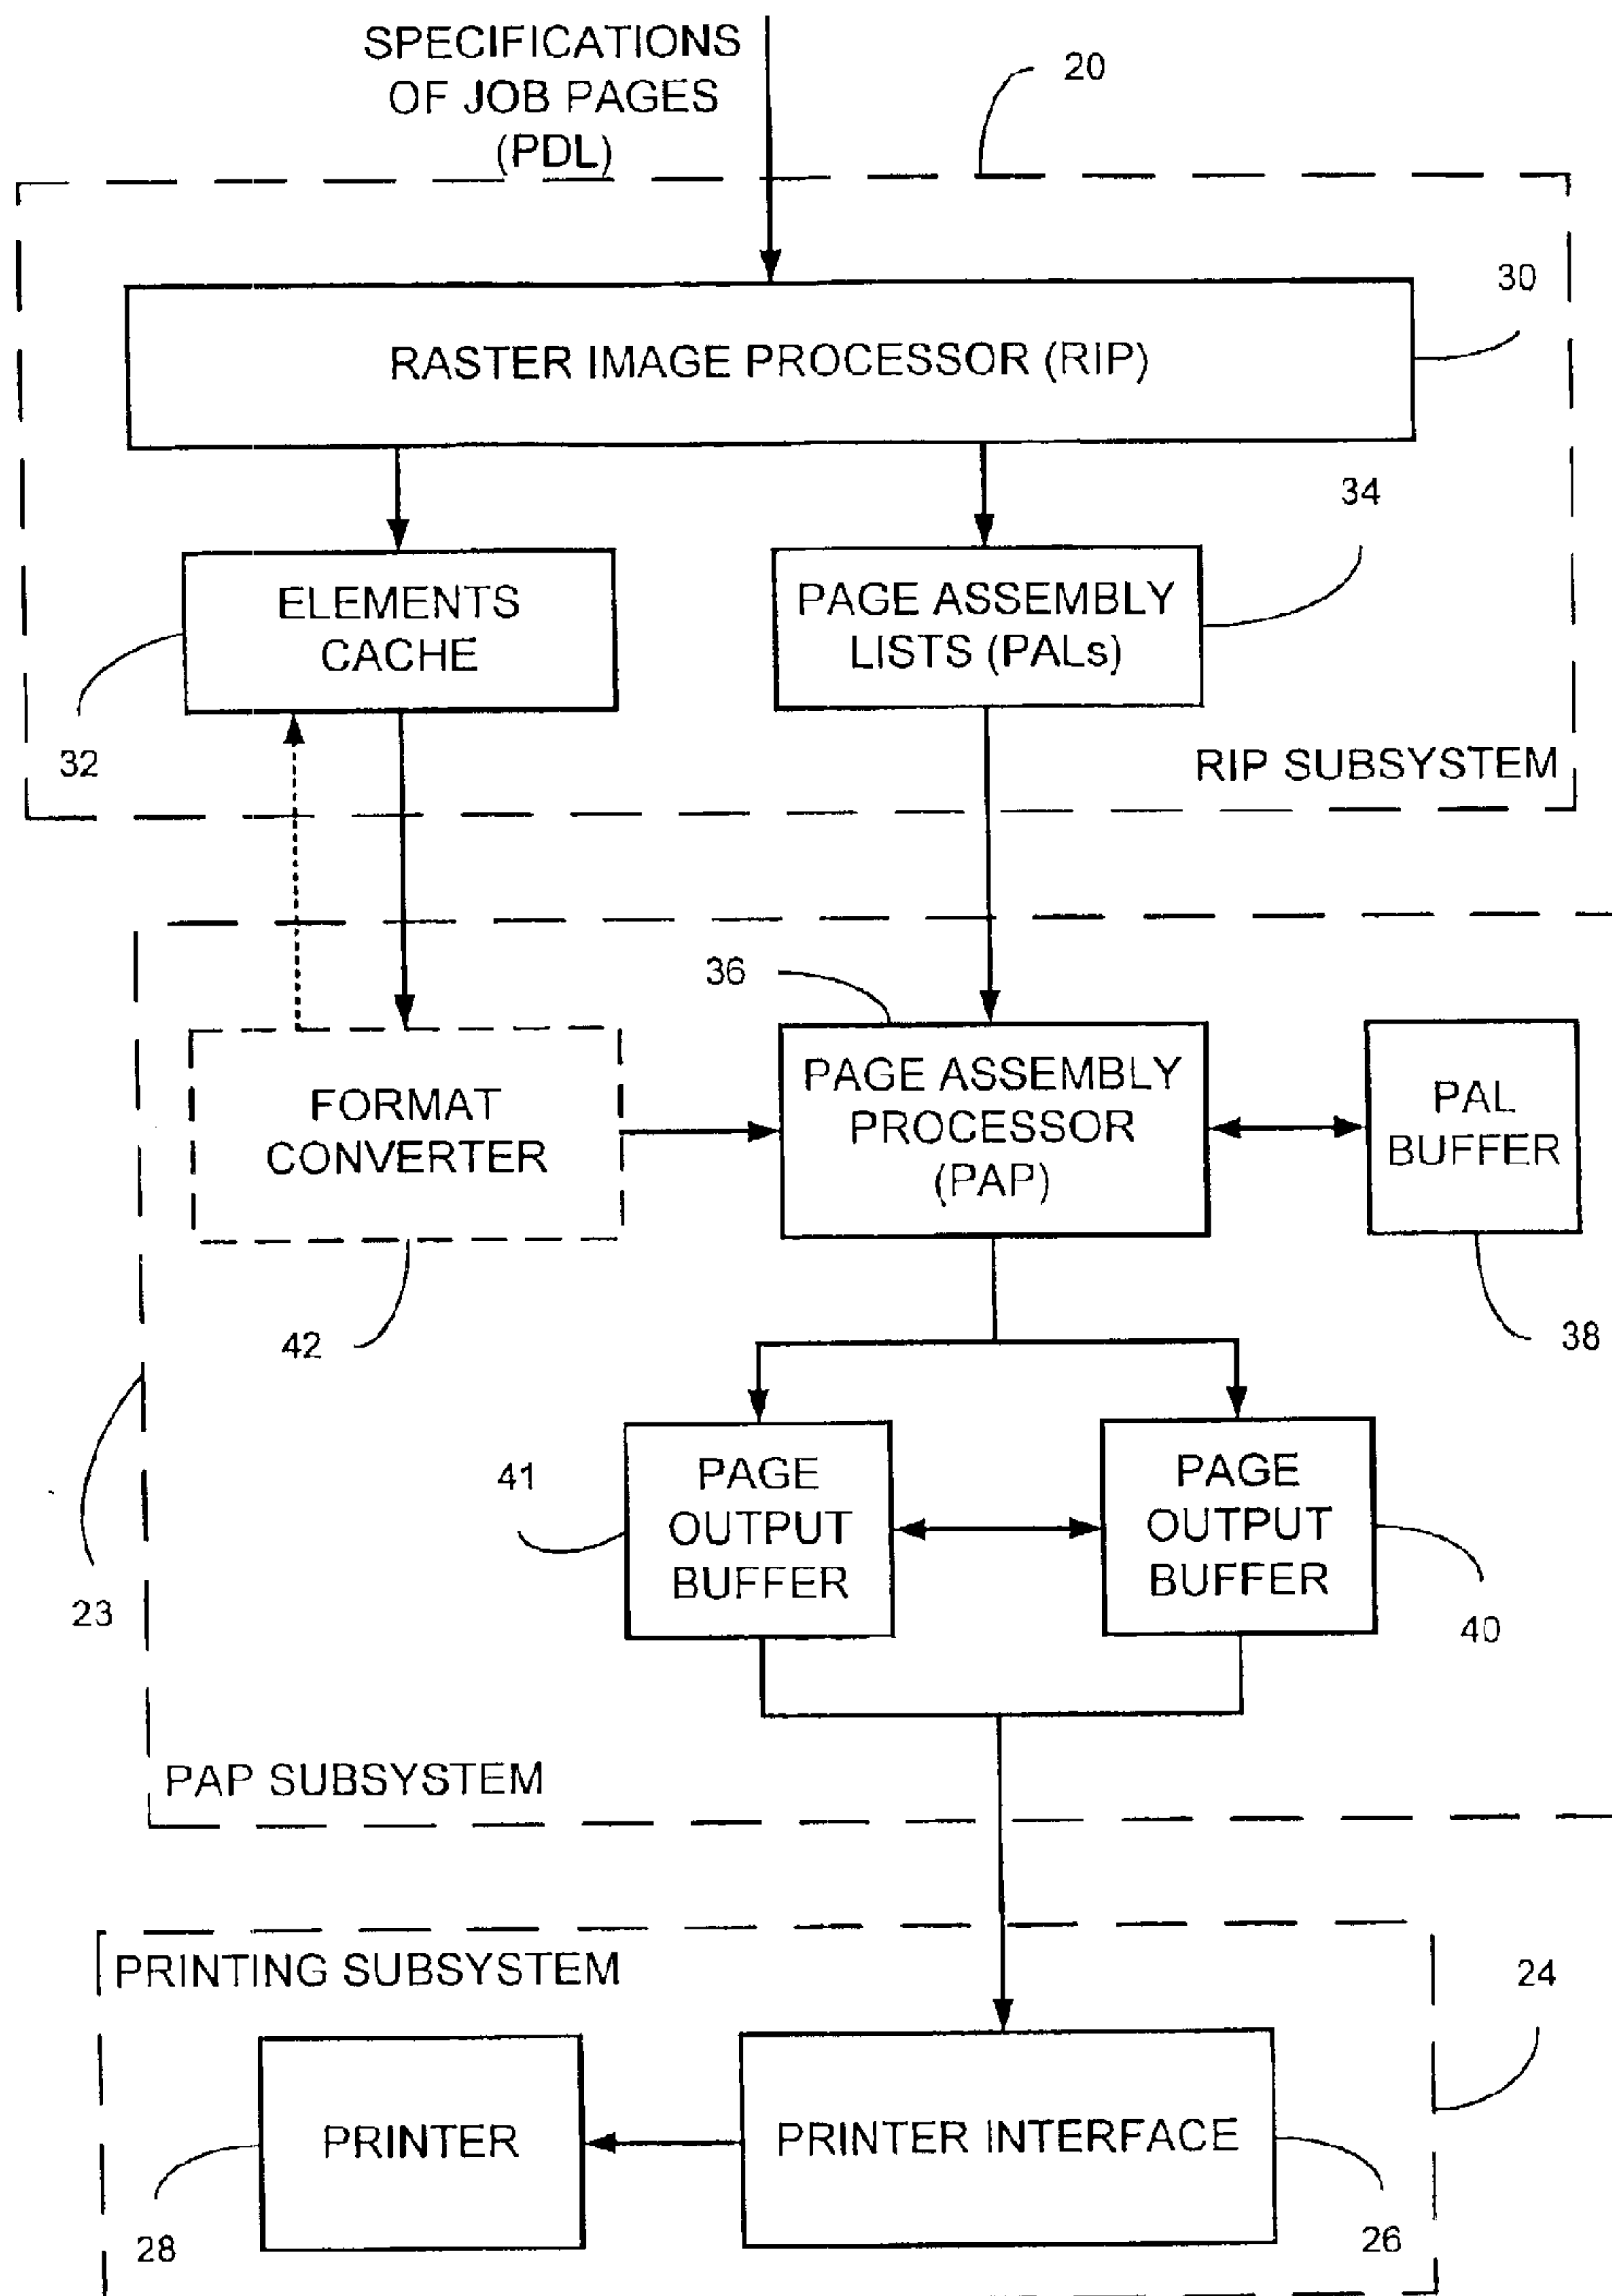 SPECIFICATIONS
OF JOB PAGES
(PDL)
20
30
RASTER IMAGE PROCESSOR (RIP)
34
ELEMENTS
CACHE
PAGE ASSEMBLY
LISTS (PALs)
32
RIP SUBSYSTEM
36
FORMAT
CONVERTER
PAGE ASSEMBLY
PROCESSOR
(PAP)
PAL
BUFFER
42
38
41
PAGE
OUTPUT
BUFFER
PAGE
OUTPUT
BUFFER
23
40
PAP SUBSYSTEM
PRINTING SUBSYSTEM
24
PRINTER
PRINTER INTERFACE
28
26